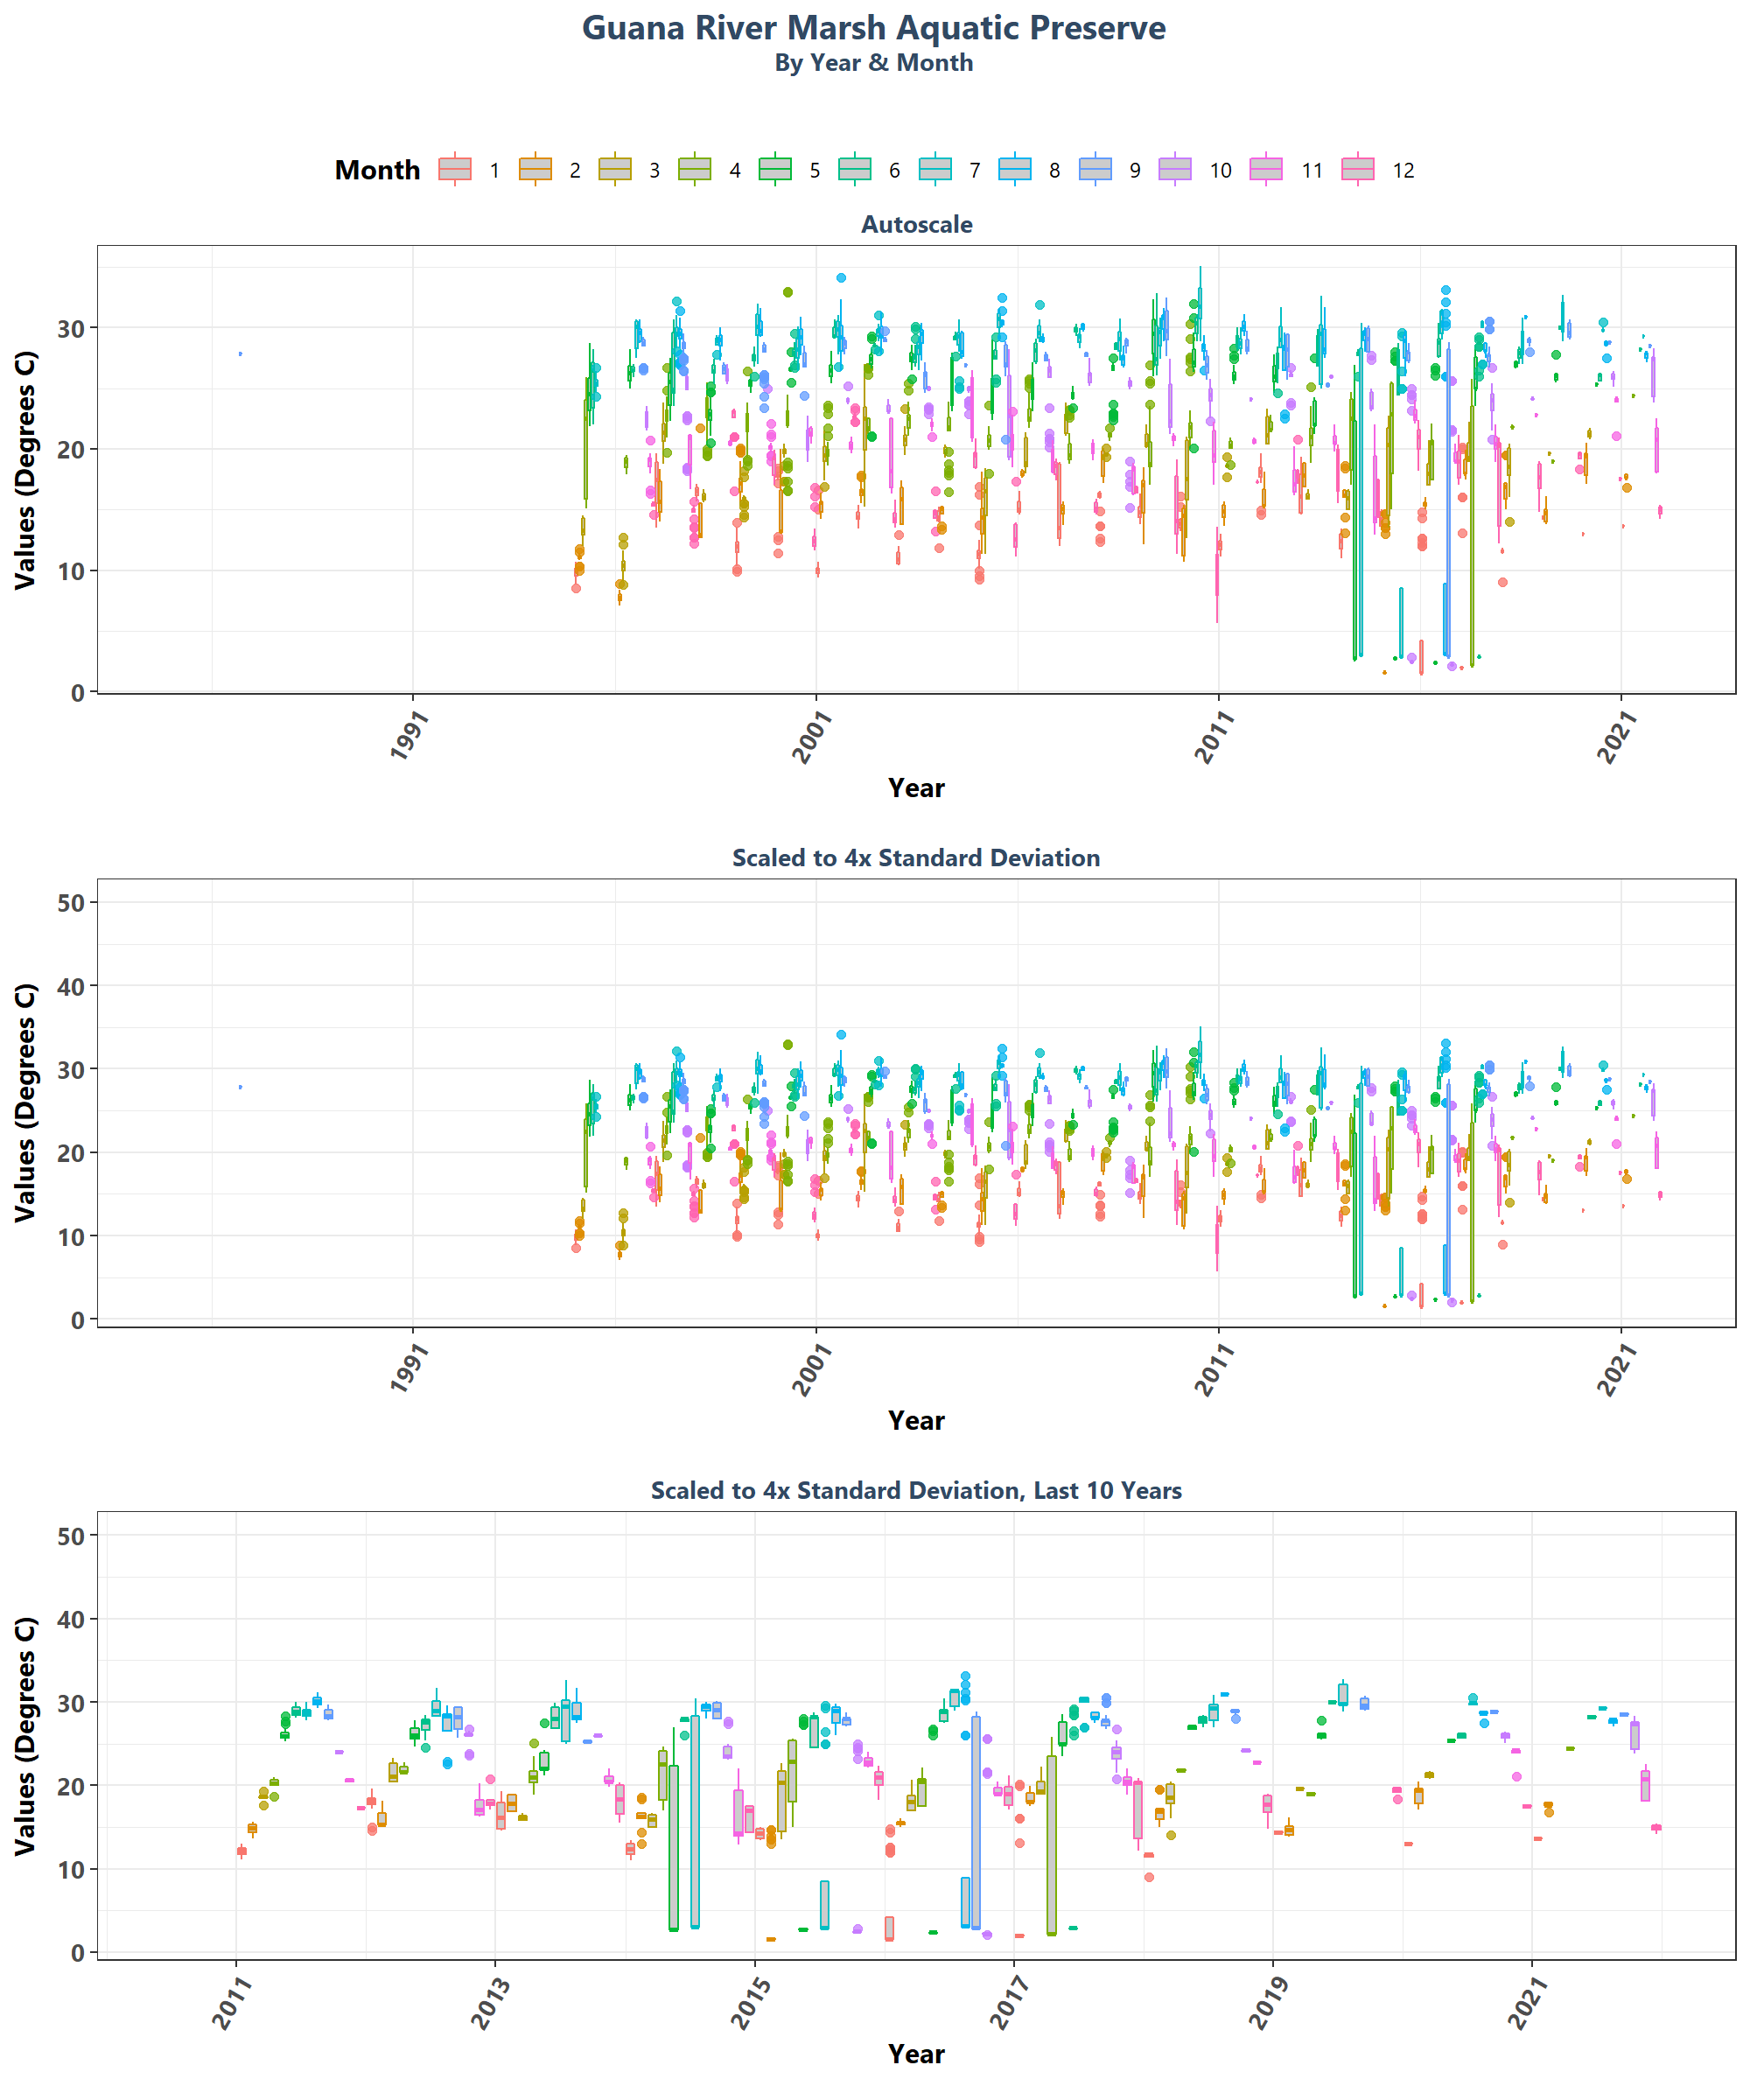 Guana River Marsh Aquatic Preserve
By Year & Month
Month 1 2 3 4 5 6 7 8 9 10 11 12
Autoscale
Values (Degrees C)
30
20
10
0
1991 2001 2011 2021
Year
Scaled to 4x Standard Deviation
Values (Degrees C)
50
40
30
20
10
0
1991 2001 2011 2021
Year
Scaled to 4x Standard Deviation, Last 10 Years
Values (Degrees C)
50
40
30
20
10
0
2011 2013 2015 2017 2019 2021
Year